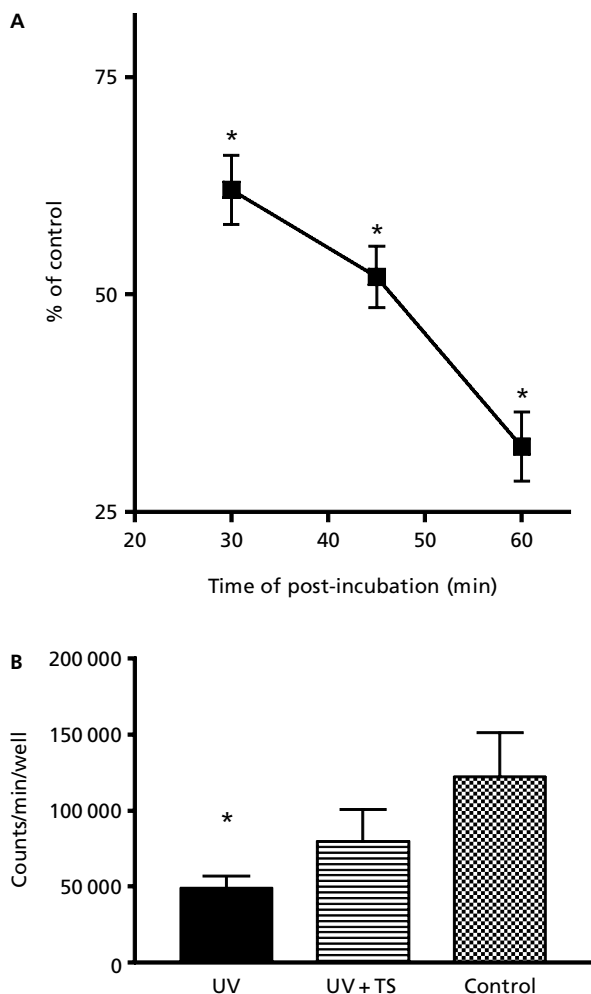 A
75
50
25
% of control
*
*
*
20 30 40 50 60
Time of post-incubation (min)
B
200 000
150 000
100 000
50 000
0
Counts/min/well
*
UV UV + TS Control